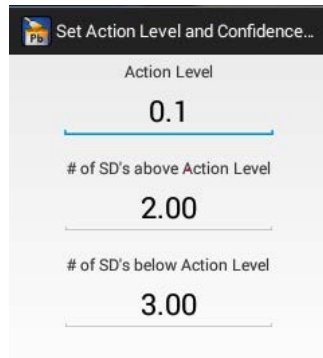 Pb
Set Action Level and Confidence...
Action Level
0.1
# of SD's above Action Level
2.00
# of SD's below Action Level
3.00